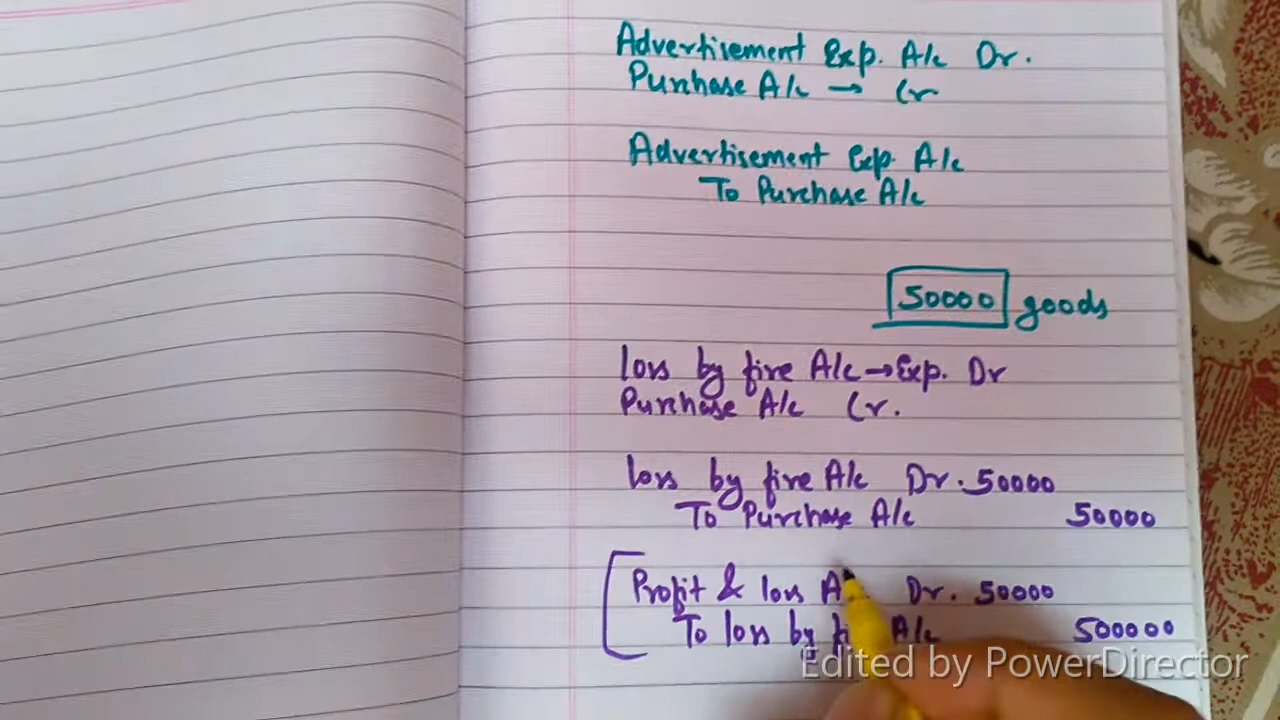 Advertisement Exp. A/c Dr.
Purchase A/c → Cr
Advertisement Exp. A/c
To Purchase A/c
50000 goods
loss by fire A/c → Exp. Dr
Purchase A/c Cr.
loss by fire A/c Dr. 50000
To Purchase A/c 50000
Profit & loss Dr. 50000
To loss by A/c 500000
Edited by PowerDirector